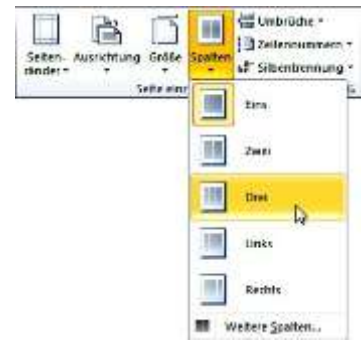 Seiten-
ränder
Ausrichtung
Größe
Spalten
Umbrüche
Zeilennummern
Silbentrennung
Seite einr
Eins
Zwei
Drei
Links
Rechts
Weitere Spalten...